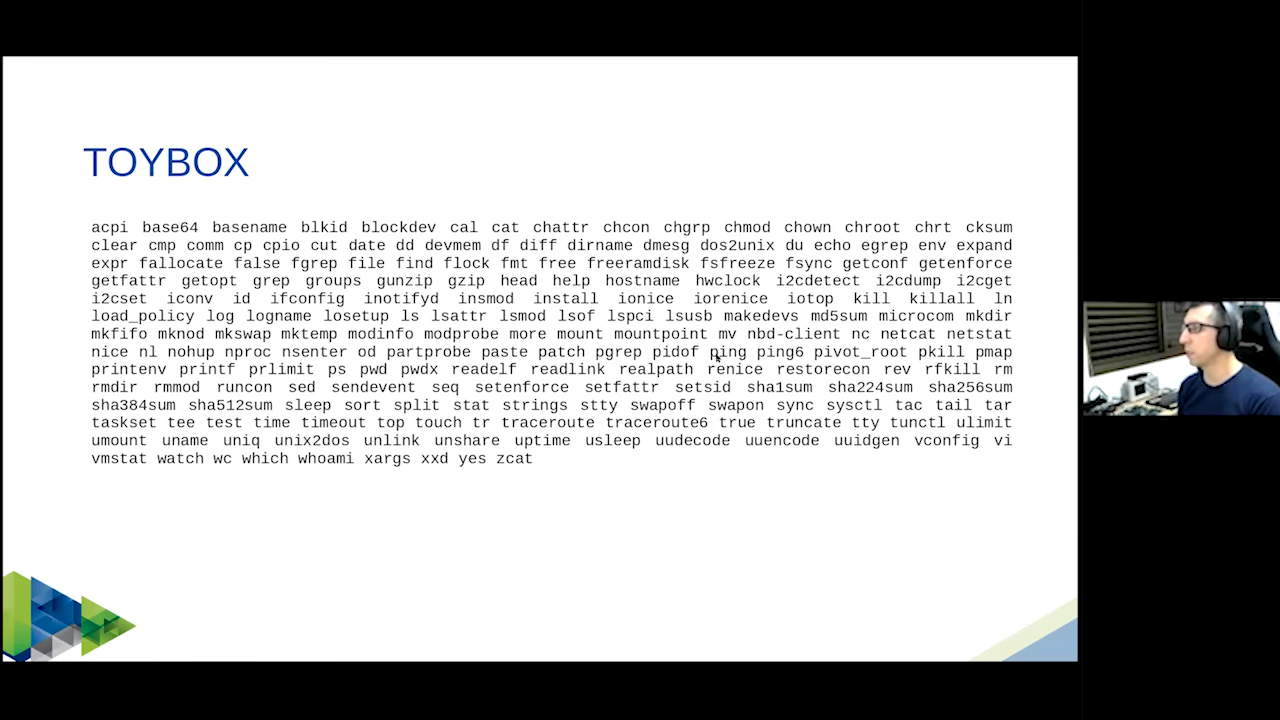 TOYBOX
acpi base64 basename blkid blockdev cal cat chattr chcon chgrp chmod chown chroot chrt cksum
clear cmp comm cp cpio cut date dd devmem df diff dirname dmesg dos2unix du echo egrep env expand
expr fallocate false fgrep file find flock fmt free freeramdisk fsfreeze fsync getconf getenforce
getfattr getopt grep groups gunzip gzip head help hostname hwclock i2cdetect i2cdump i2cget
i2cset iconv id ifconfig inotifyd insmod install ionice iorenice iotop kill killall ln
load_policy log logname losetup ls lsattr lsmod lsof lspci lsusb makedevs md5sum microcom mkdir
mkfifo mknod mkswap mktemp modinfo modprobe more mount mountpoint mv nbd-client nc netcat netstat
nice nl nohup nproc nsenter od partprobe paste patch pgrep pidof ping ping6 pivot_root pkill pmap
printenv printf prlimit ps pwd pwdx readelf readlink realpath renice restorecon rev rfkill rm
rmdir rmmod runcon sed sendevent seq setenforce setfattr setsid sha1sum sha224sum sha256sum
sha384sum sha512sum sleep sort split stat strings stty swapoff swapon sync sysctl tac tail tar
taskset tee test time timeout top touch tr traceroute traceroute6 true truncate tty tunctl ulimit
umount uname uniq unix2dos unlink unshare uptime usleep uudecode uuencode uuidgen vconfig vi
vmstat watch wc which whoami xargs xxd yes zcat